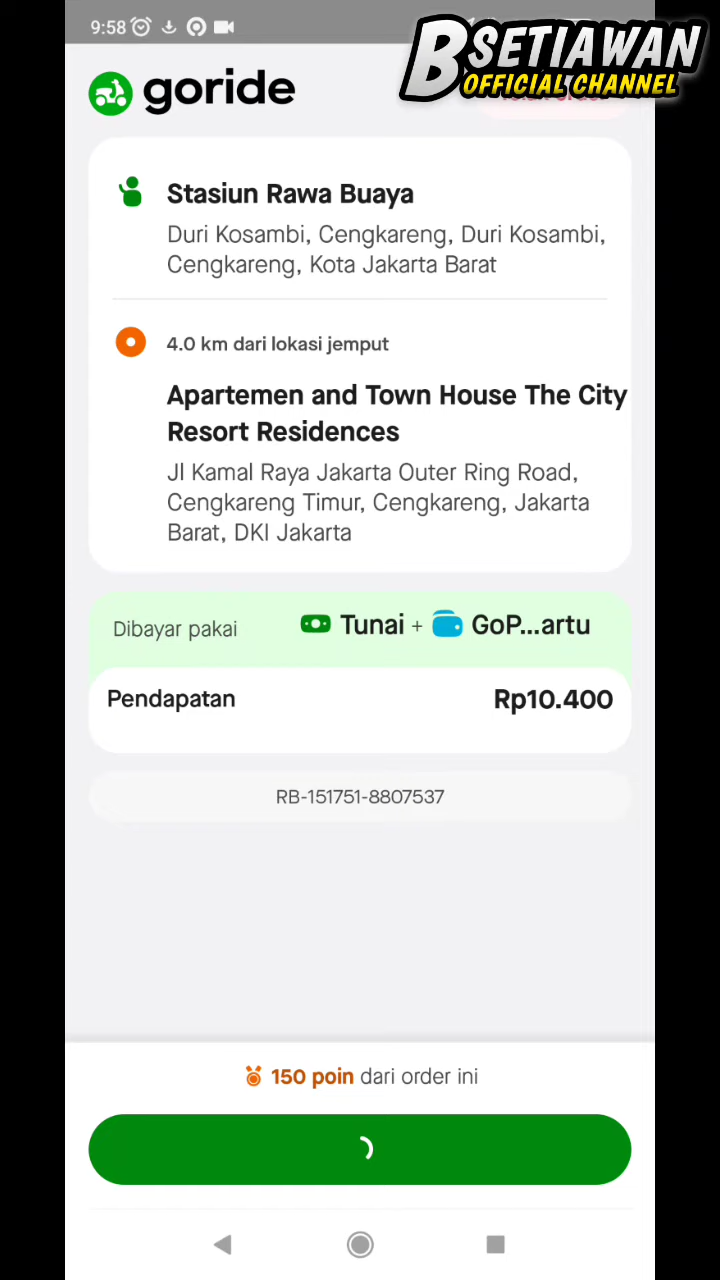 9:58
BSETIAWAN
OFFICIAL CHANNEL
goride
Stasiun Rawa Buaya
Duri Kosambi, Cengkareng, Duri Kosambi,
Cengkareng, Kota Jakarta Barat
4.0 km dari lokasi jemput
Apartemen and Town House The City
Resort Residences
Jl Kamal Raya Jakarta Outer Ring Road,
Cengkareng Timur, Cengkareng, Jakarta
Barat, DKI Jakarta
Dibayar pakai Tunai + GoP...artu
Pendapatan Rp10.400
RB-151751-8807537
150 poin dari order ini